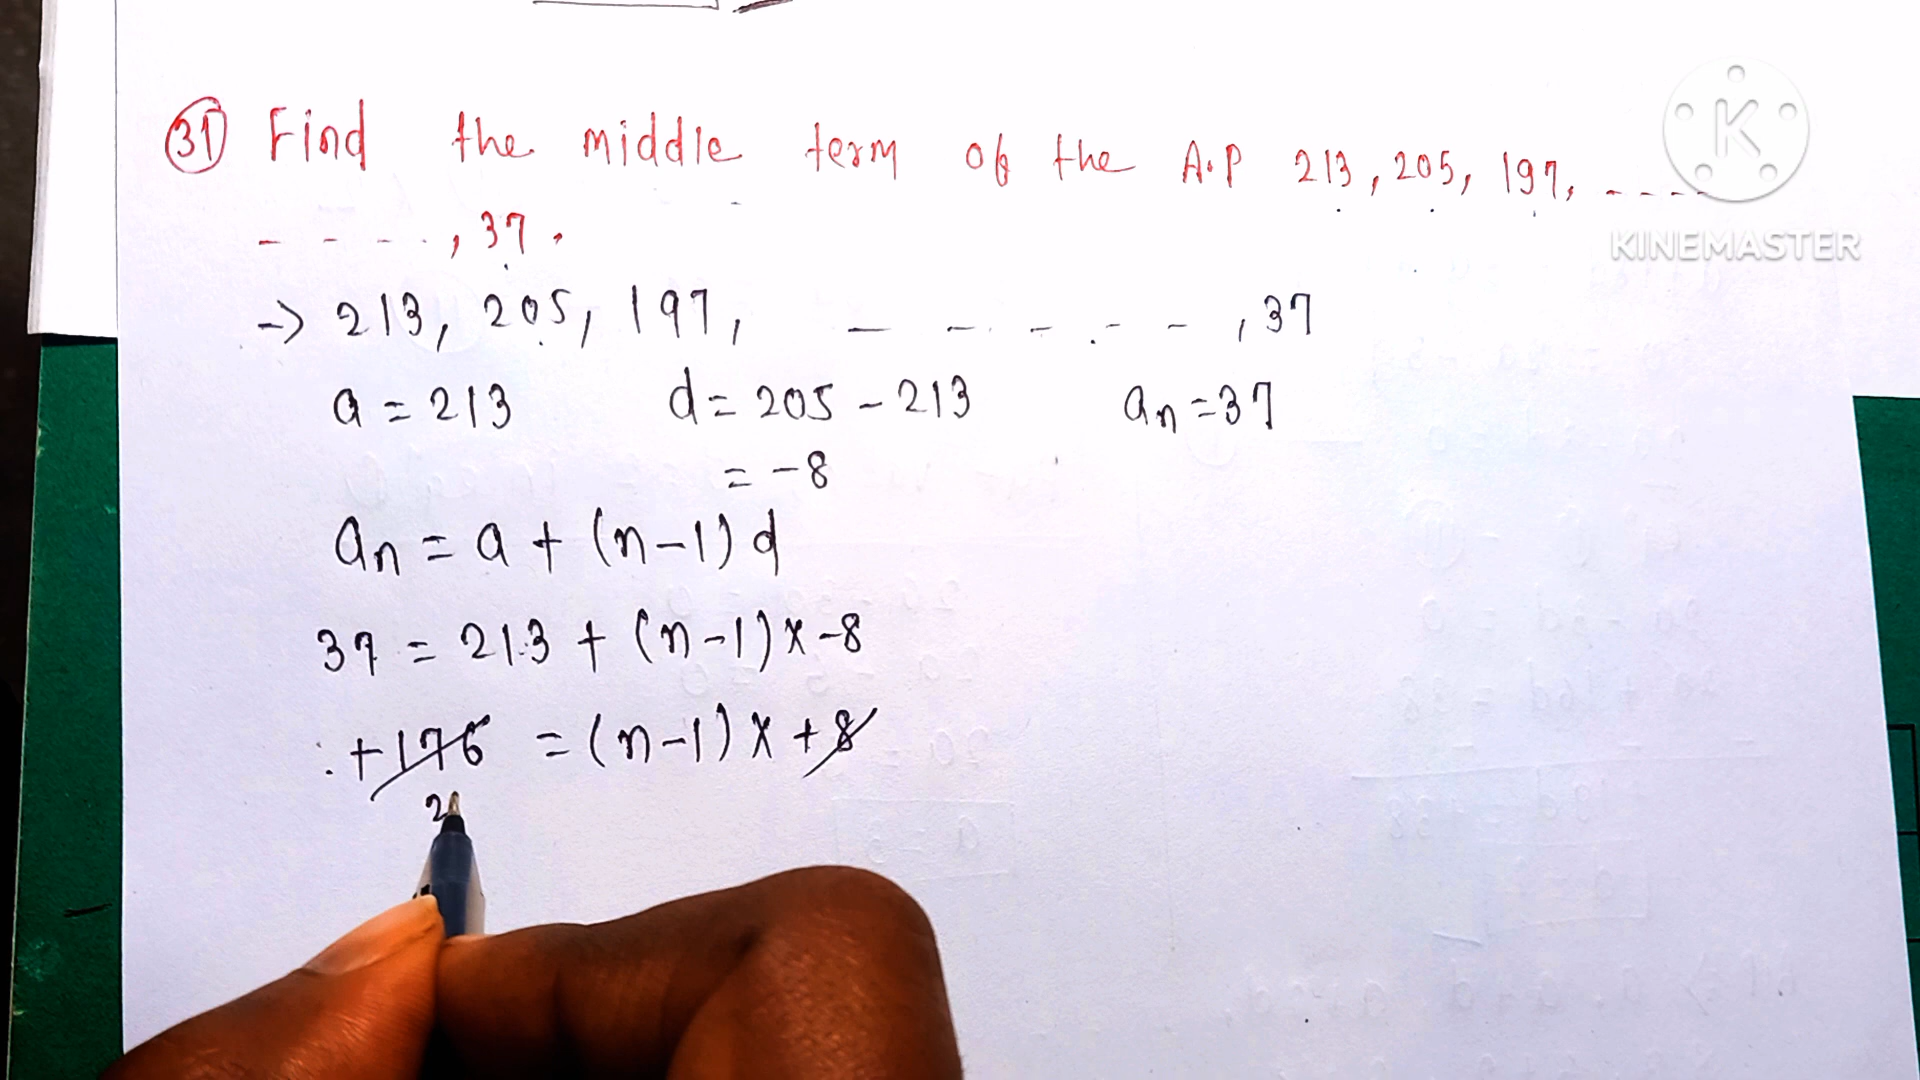 31 Find the middle term of the A.P 213, 205, 197, ----
- - - - , 37.
KINEMASTER
-> 213, 205, 197, - - - - - , 37
a = 213 d = 205 - 213 an = 37
= -8
an = a + (n-1) d
37 = 213 + (n-1) x -8
+176 = (n-1) x +8
2